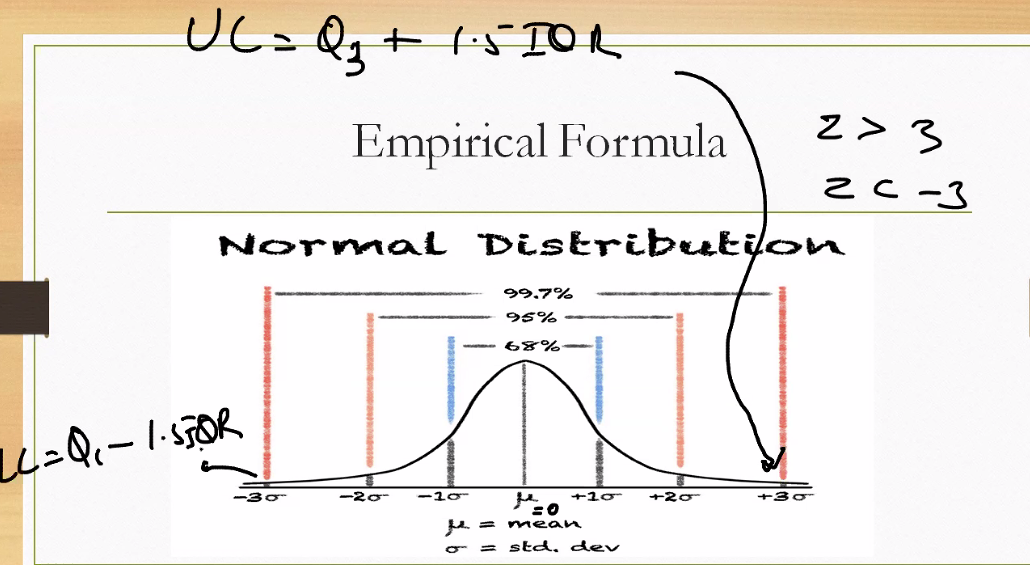 UC = Q3 + 1.5 IQR
Empirical Formula
z > 3
z < -3
Normal Distribution
99.7%
95%
68%
LC = Q1 - 1.5 IQR
-3σ -2σ -1σ μ +1σ +2σ +3σ
=0
μ = mean
σ = std. dev